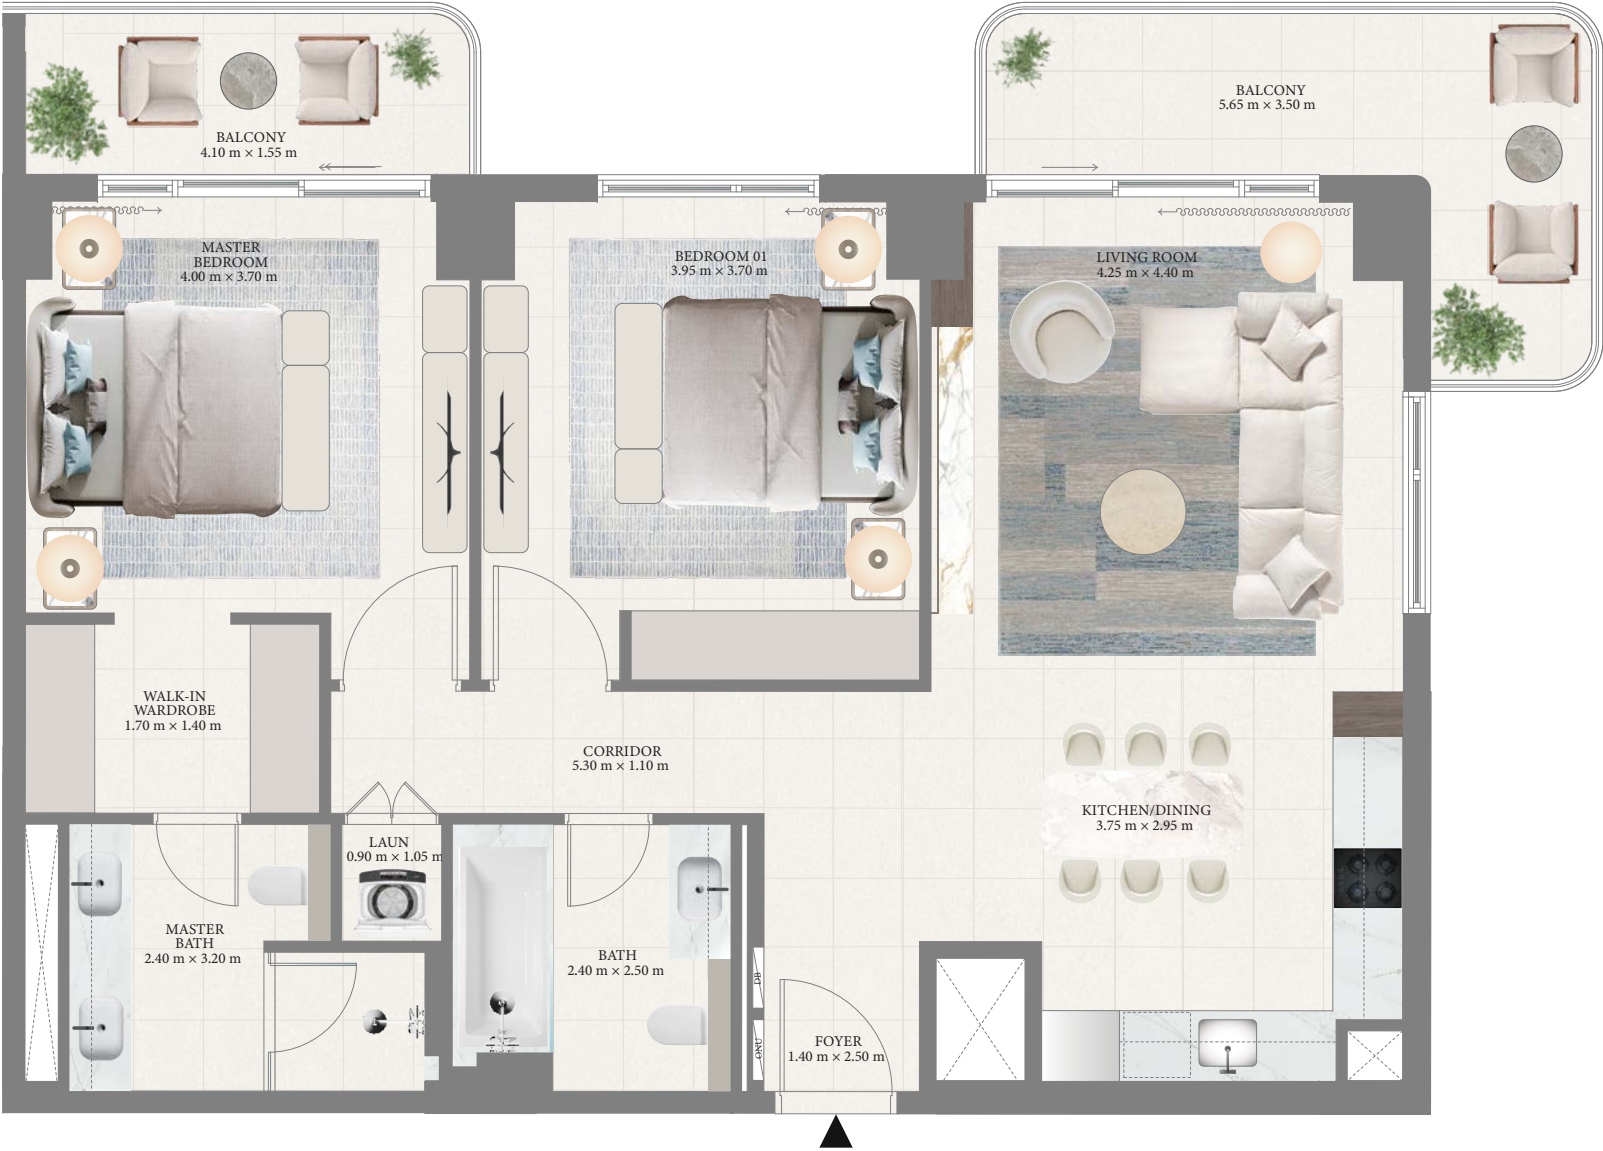 BALCONY
4.10 m × 1.55 m
BALCONY
5.65 m × 3.50 m
MASTER
BEDROOM
4.00 m × 3.70 m
BEDROOM 01
3.95 m × 3.70 m
LIVING ROOM
4.25 m × 4.40 m
WALK-IN
WARDROBE
1.70 m × 1.40 m
CORRIDOR
5.30 m × 1.10 m
KITCHEN/DINING
3.75 m × 2.95 m
LAUN
0.90 m × 1.05 m
MASTER
BATH
2.40 m × 3.20 m
BATH
2.40 m × 2.50 m
DB
ONU
FOYER
1.40 m × 2.50 m